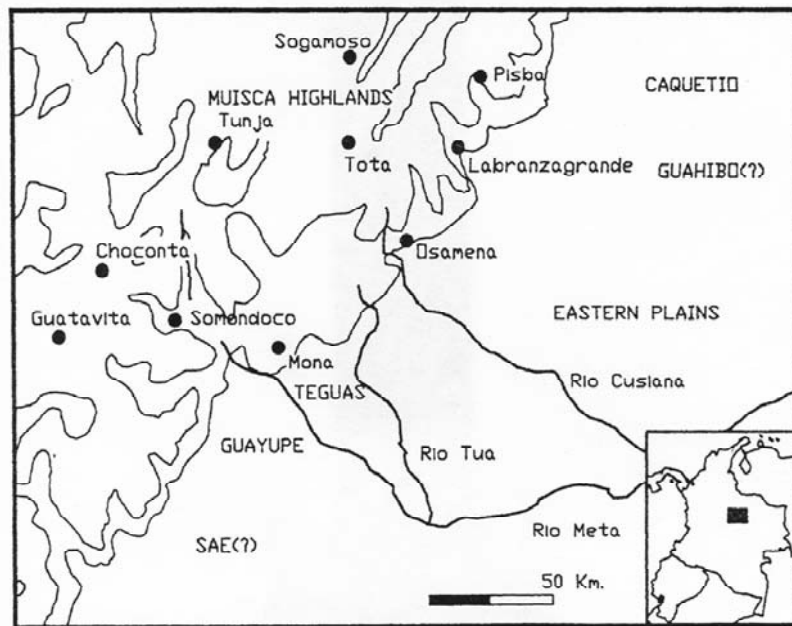 Sogamoso
Pisba
CAQUETIO
MUISCA HIGHLANDS
Tunja
Tota
Labranzagrande
GUAHIBO(?)
Choconta
Osamena
Guatavita
Somondoco
EASTERN PLAINS
Mona
TEGUAS
Rio Cusiana
GUAYUPE
Rio Tua
SAE(?)
Rio Meta
50 Km.